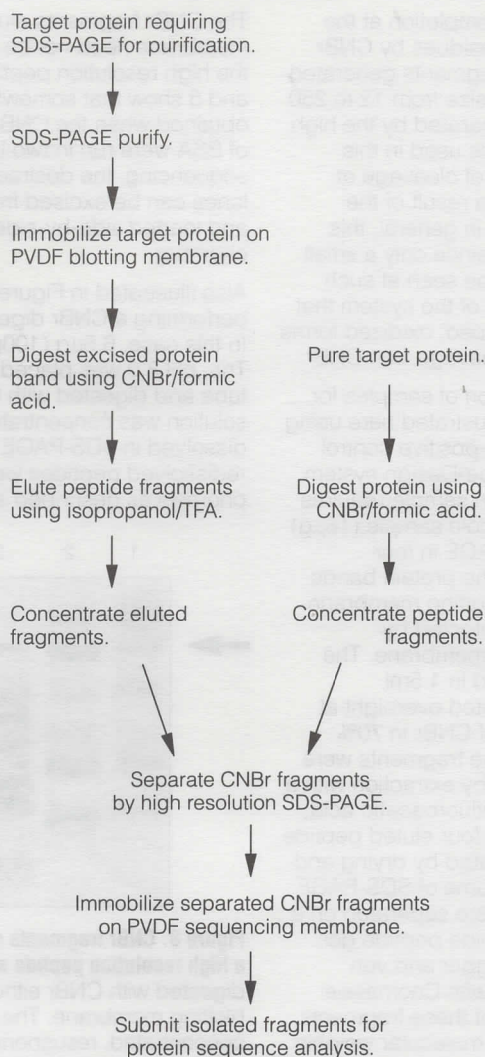 Target protein requiring
SDS-PAGE for purification.
SDS-PAGE purify.
Immobilize target protein on
PVDF blotting membrane.
Digest excised protein
band using CNBr/formic
acid.
Pure target protein.
Elute peptide fragments
using isopropanol/TFA.
Digest protein using
CNBr/formic acid.
Concentrate eluted
fragments.
Concentrate peptide
fragments.
Separate CNBr fragments
by high resolution SDS-PAGE.
Immobilize separated CNBr fragments
on PVDF sequencing membrane.
Submit isolated fragments for
protein sequence analysis.